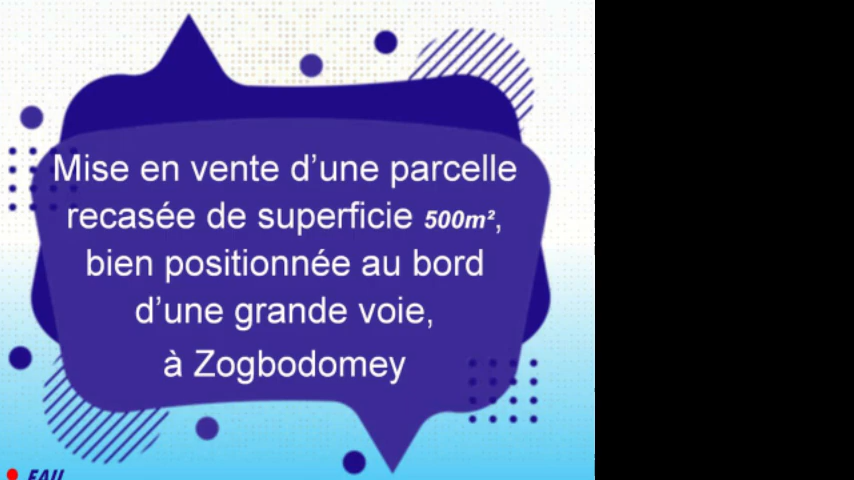 Mise en vente d’une parcelle
recasée de superficie 500m²,
bien positionnée au bord
d’une grande voie,
à Zogbodomey